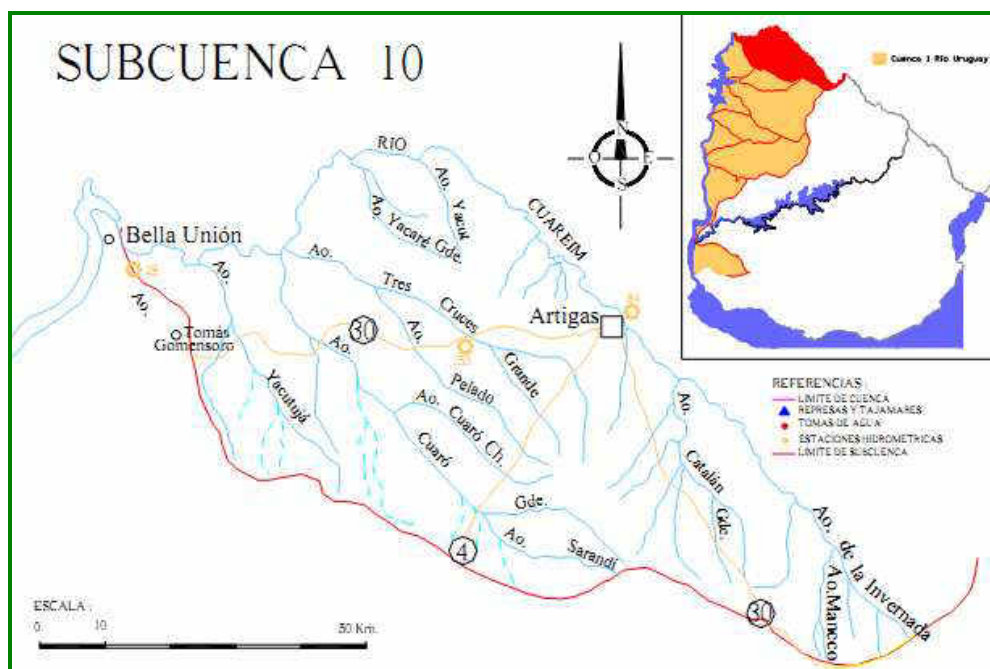 SUBCUENCA 10
Cuenca 1 Río Uruguay
N
O
E
S
RIO
CUAREIM
Ao. Yacot
Ao. Yacaré Gde.
Bella Unión
Ao.
Ao.
Tomás
Gomensoro
Yacutujá
Ao. Tres Cruces Grande
30
Artigas
Ao. Pelado
Ao. Cuaró
Ao. Cuaró Ch.
Gde.
Ao. Sarandí
4
Ao. Catalán Gde.
30
Ao. de la Invernada
Ao.
REFERENCIAS
LIMITE DE CUENCA
REPRESAS Y TAJAMARES
TOMAS DE AGUA
ESTACIONES HIDROMETRICAS
LIMITE DE SUBCUENCA
ESCALA :
0. 10 50 Km.